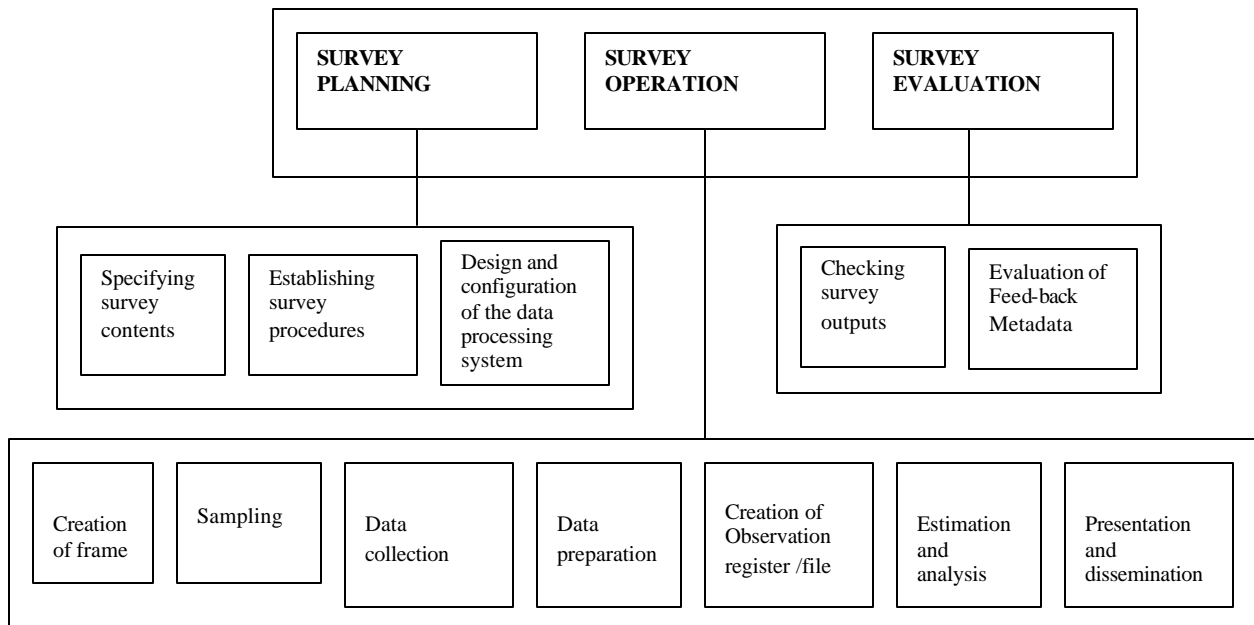 SURVEY
PLANNING
SURVEY
OPERATION
SURVEY
EVALUATION
Specifying
survey
contents
Establishing
survey
procedures
Design and
configuration
of the data
processing
system
Checking
survey
outputs
Evaluation of
Feed-back
Metadata
Creation
of frame
Sampling
Data
collection
Data
preparation
Creation of
Observation
register /file
Estimation
and
analysis
Presentation
and
dissemination